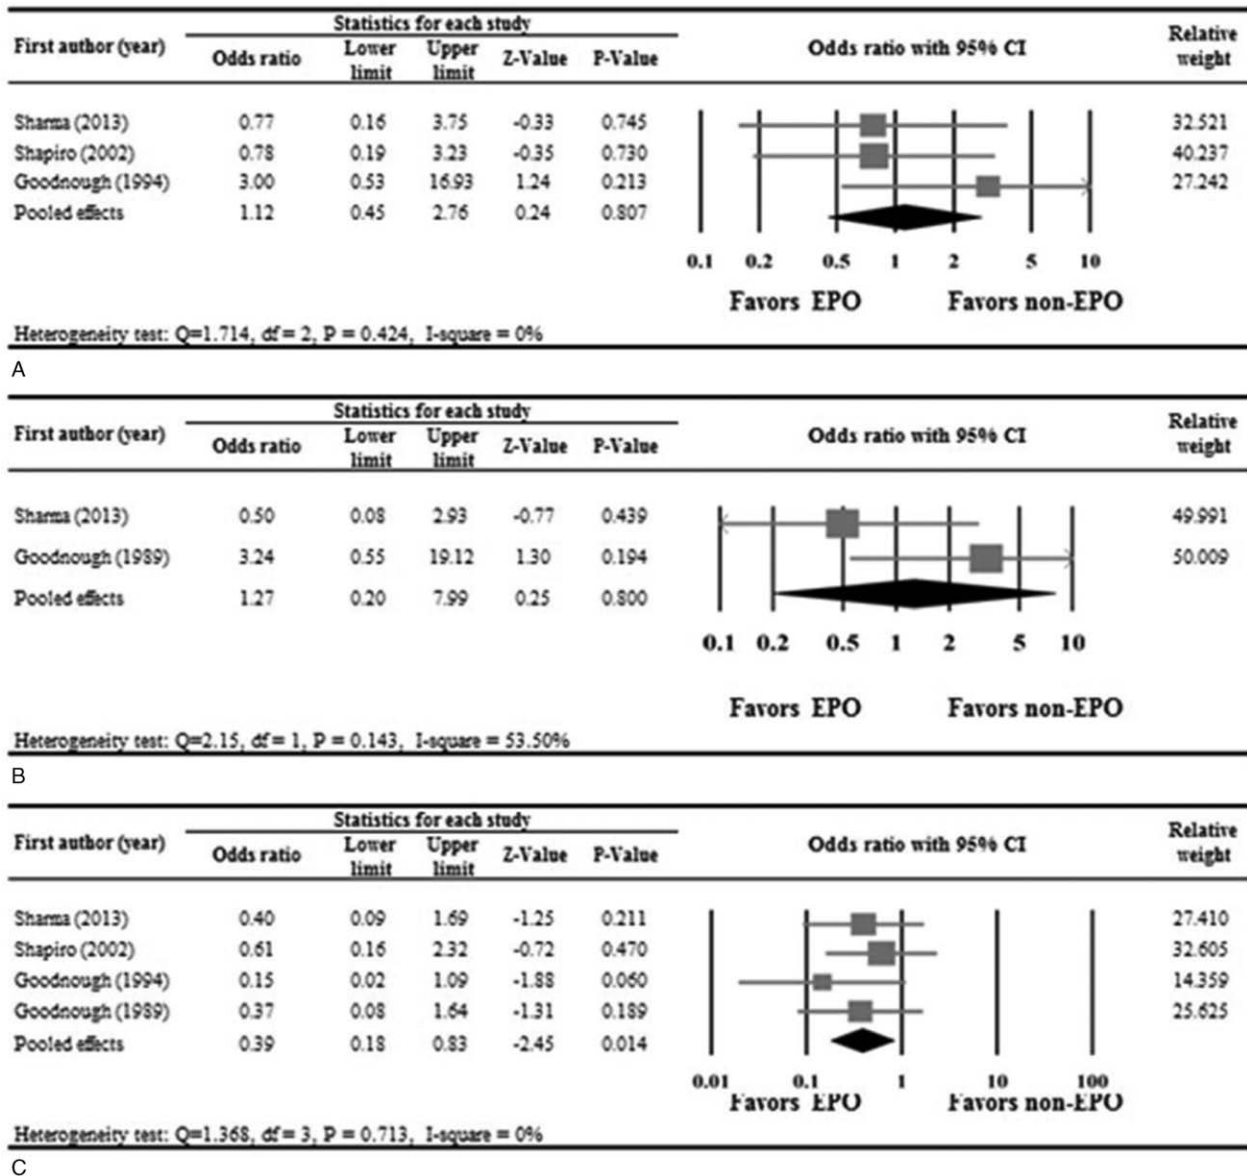 Statistics for each study
First author (year) Odds ratio Lower limit Upper limit Z-Value P-Value Odds ratio with 95% CI Relative weight
Sharma (2013) 0.77 0.16 3.75 -0.33 0.745 32.521
Shapiro (2002) 0.78 0.19 3.23 -0.35 0.730 40.237
Goodnough (1994) 3.00 0.53 16.93 1.24 0.213 27.242
Pooled effects 1.12 0.45 2.76 0.24 0.807
0.1 0.2 0.5 1 2 5 10
Favors EPO Favors non-EPO
Heterogeneity test: Q=1.714, df = 2, P = 0.424, I-square = 0%
A
Statistics for each study
First author (year) Odds ratio Lower limit Upper limit Z-Value P-Value Odds ratio with 95% CI Relative weight
Sharma (2013) 0.50 0.08 2.93 -0.77 0.439 49.991
Goodnough (1989) 3.24 0.55 19.12 1.30 0.194 50.009
Pooled effects 1.27 0.20 7.99 0.25 0.800
0.1 0.2 0.5 1 2 5 10
Favors EPO Favors non-EPO
Heterogeneity test: Q=2.15, df = 1, P = 0.143, I-square = 53.50%
B
Statistics for each study
First author (year) Odds ratio Lower limit Upper limit Z-Value P-Value Odds ratio with 95% CI Relative weight
Sharma (2013) 0.40 0.09 1.69 -1.25 0.211 27.410
Shapiro (2002) 0.61 0.16 2.32 -0.72 0.470 32.605
Goodnough (1994) 0.15 0.02 1.09 -1.88 0.060 14.359
Goodnough (1989) 0.37 0.08 1.64 -1.31 0.189 25.625
Pooled effects 0.39 0.18 0.83 -2.45 0.014
0.01 0.1 1 10 100
Favors EPO Favors non-EPO
Heterogeneity test: Q=1.368, df = 3, P = 0.713, I-square = 0%
C